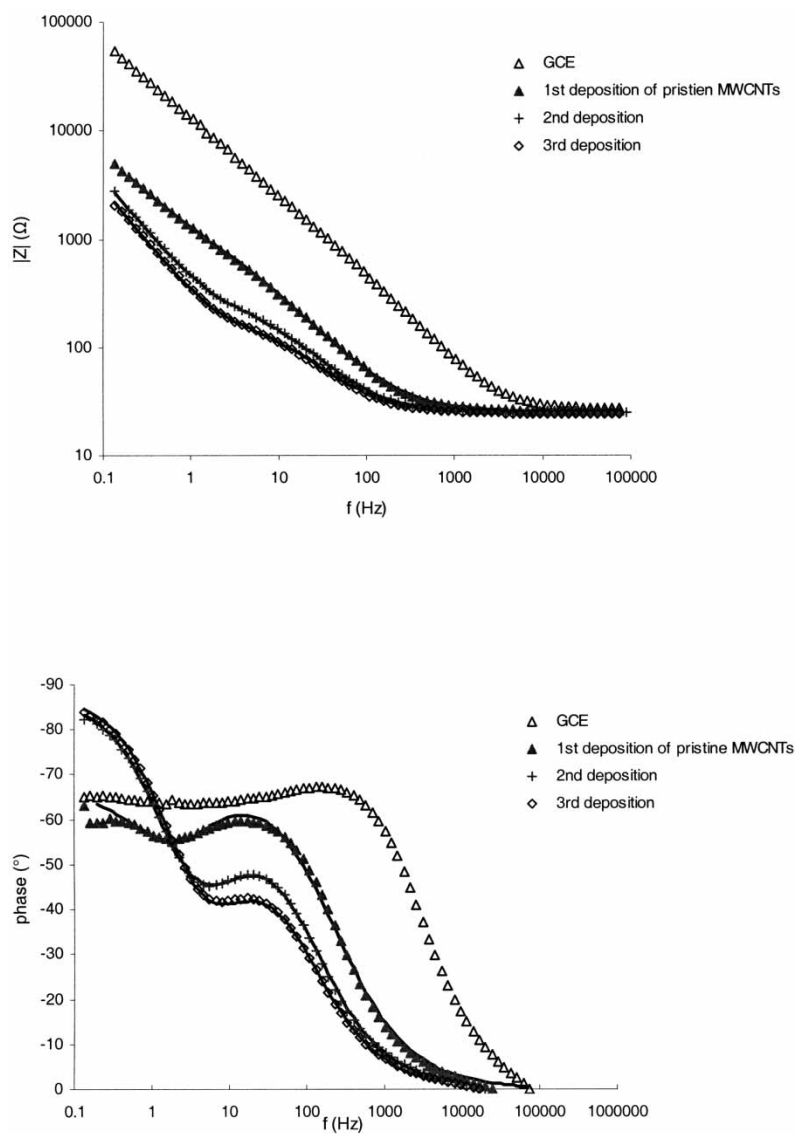 100000
10000
1000
100
10
|Z| (Ω)
0.1 1 10 100 1000 10000 100000
f (Hz)
GCE
1st deposition of pristien MWCNTs
2nd deposition
3rd deposition
-90
-80
-70
-60
-50
-40
-30
-20
-10
0
phase (°)
0.1 1 10 100 1000 10000 100000 1000000
f (Hz)
GCE
1st deposition of pristine MWCNTs
2nd deposition
3rd deposition